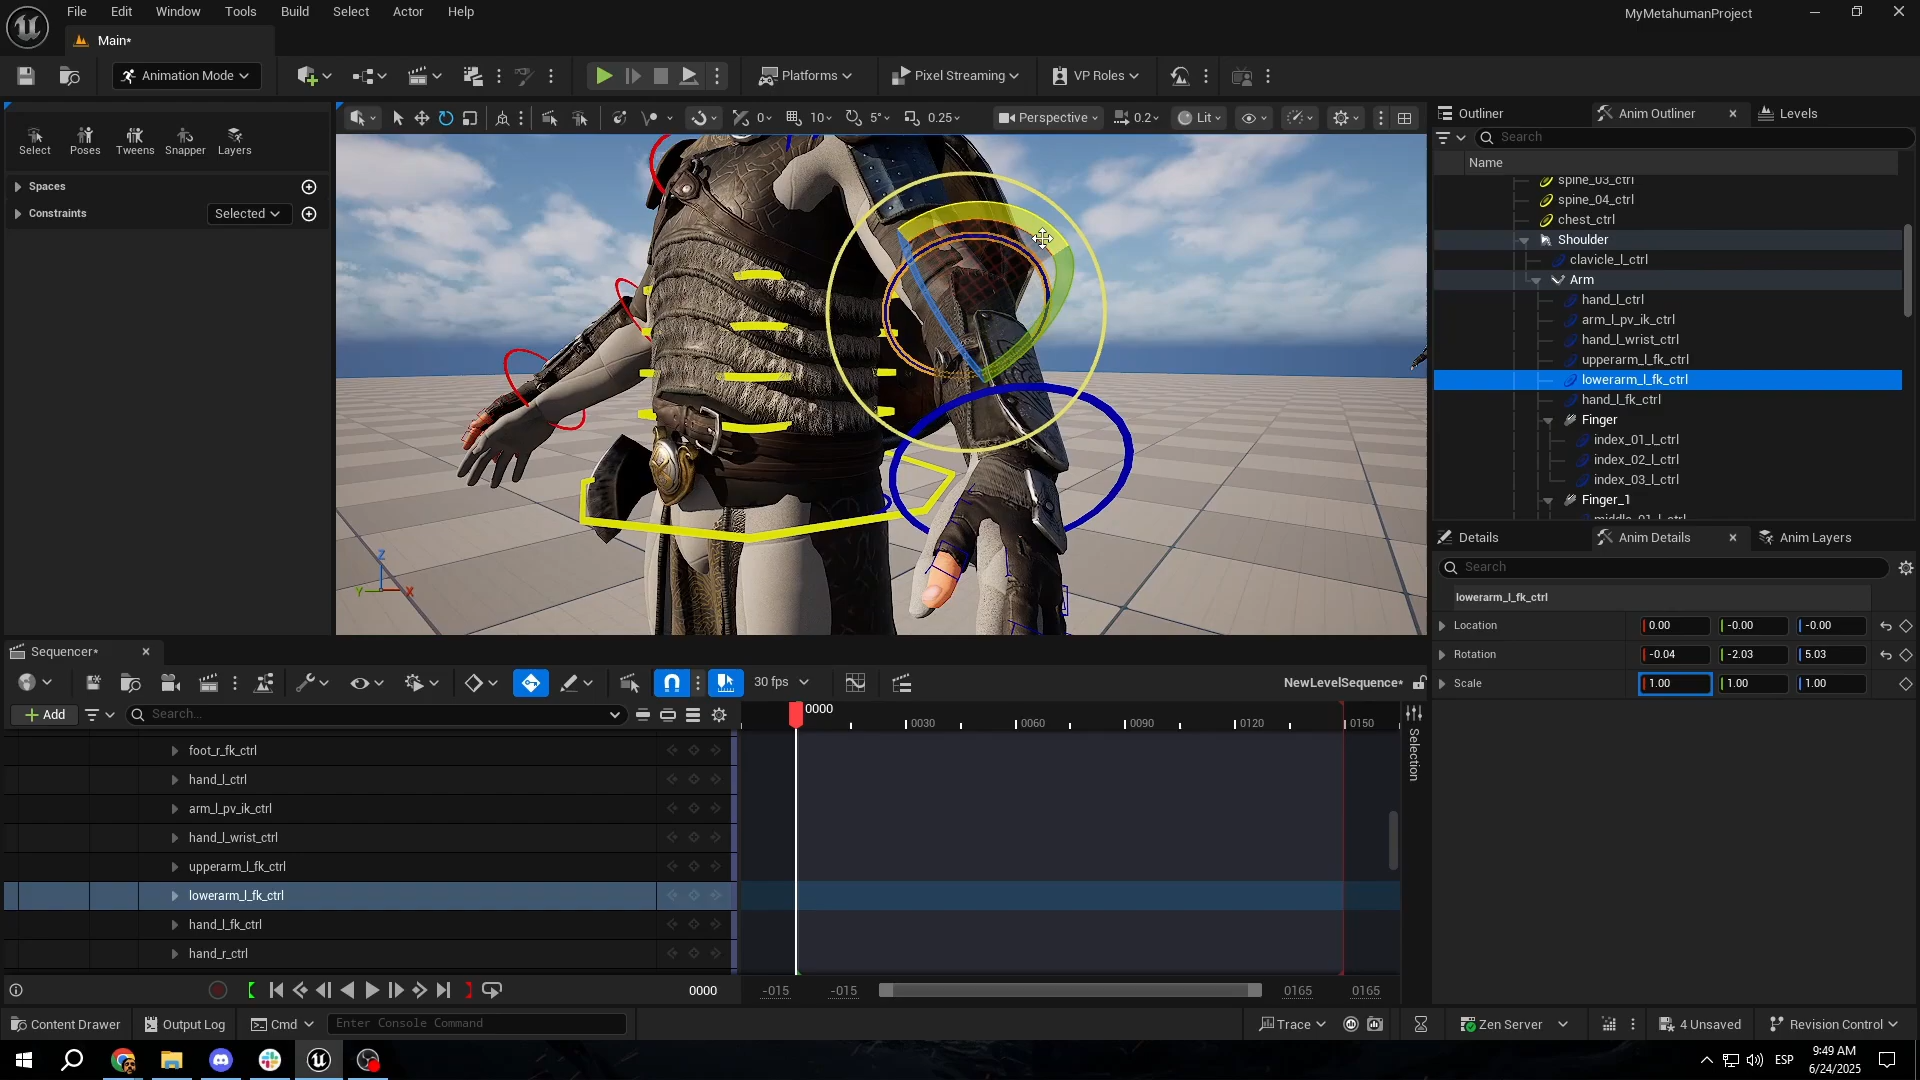 File Edit Window Tools Build Select Actor Help
MyMetahumanProject
Main*
Animation Mode
Platforms
Pixel Streaming
VP Roles
Select Poses Tweens Snapper Layers
Spaces
Constraints
Selected
0
10
5°
0.25
Perspective
0.2
Lit
Z
Y
X
Outliner
Anim Outliner
Levels
Search
Name
spine_03_ctrl
spine_04_ctrl
chest_ctrl
Shoulder
clavicle_l_ctrl
Arm
hand_l_ctrl
arm_l_pv_ik_ctrl
hand_l_wrist_ctrl
upperarm_l_fk_ctrl
lowerarm_l_fk_ctrl
hand_l_fk_ctrl
Finger
index_01_l_ctrl
index_02_l_ctrl
index_03_l_ctrl
Finger_1
middle_01_l_ctrl
Details
Anim Details
Anim Layers
Search
lowerarm_l_fk_ctrl
Location 0.00 -0.00 -0.00
Rotation -0.04 -2.03 5.03
Scale 1.00 1.00 1.00
Sequencer*
30 fps
NewLevelSequence*
Add
Search...
0000
0030 0060 0090 0120 0150
Selection
foot_r_fk_ctrl
hand_l_ctrl
arm_l_pv_ik_ctrl
hand_l_wrist_ctrl
upperarm_l_fk_ctrl
lowerarm_l_fk_ctrl
hand_l_fk_ctrl
hand_r_ctrl
0000
-015 -015 0165 0165
Content Drawer
Output Log
Cmd
Enter Console Command
Trace
Zen Server
4 Unsaved
Revision Control
ESP
9:49 AM
6/24/2025